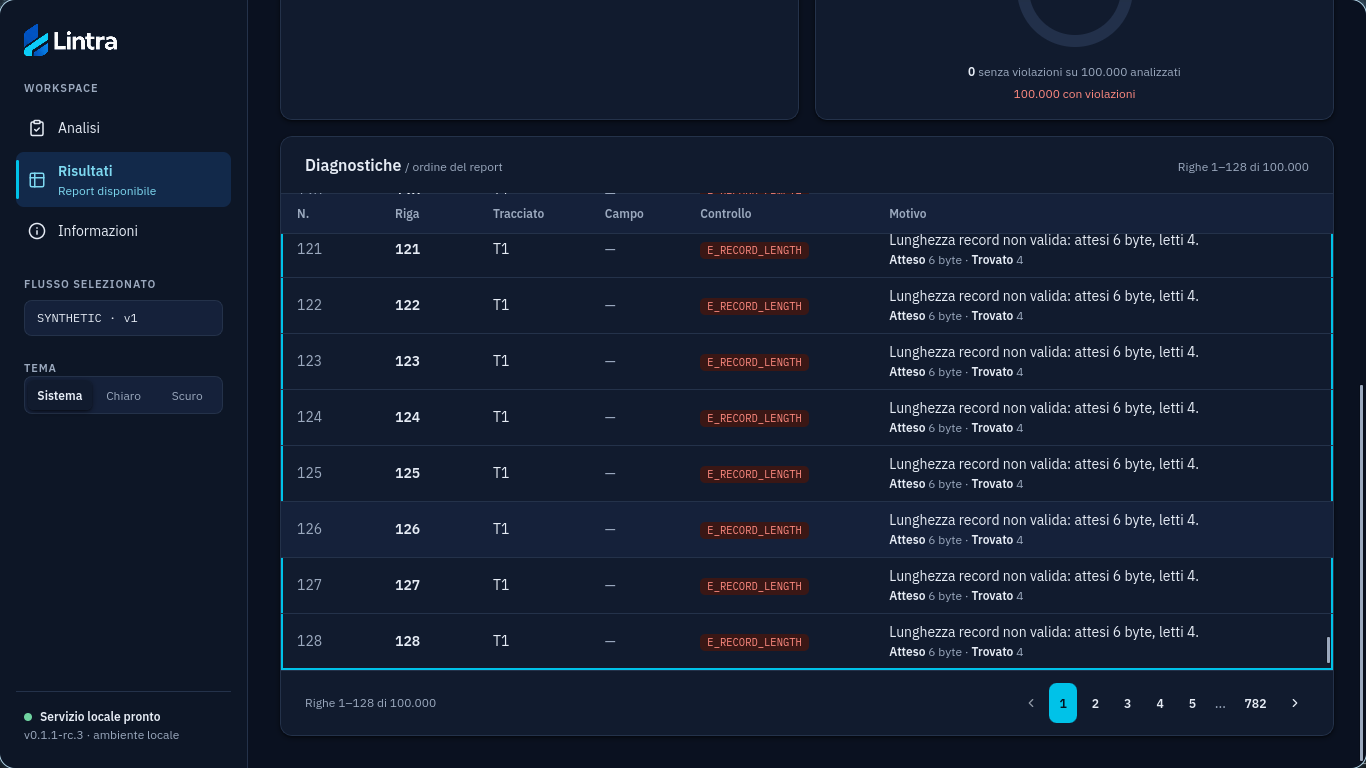 Lintra
WORKSPACE
Analisi
Risultati
Report disponibile
Informazioni
FLUSSO SELEZIONATO
SYNTHETIC · v1
TEMA
Sistema Chiaro Scuro
Servizio locale pronto
v0.1.1-rc.3 · ambiente locale
0 senza violazioni su 100.000 analizzati
100.000 con violazioni
Diagnostiche / ordine del report
Righe 1–128 di 100.000
N. Riga Tracciato Campo Controllo Motivo
121 121 T1 — E_RECORD_LENGTH Lunghezza record non valida: attesi 6 byte, letti 4.
Atteso 6 byte · Trovato 4
122 122 T1 — E_RECORD_LENGTH Lunghezza record non valida: attesi 6 byte, letti 4.
Atteso 6 byte · Trovato 4
123 123 T1 — E_RECORD_LENGTH Lunghezza record non valida: attesi 6 byte, letti 4.
Atteso 6 byte · Trovato 4
124 124 T1 — E_RECORD_LENGTH Lunghezza record non valida: attesi 6 byte, letti 4.
Atteso 6 byte · Trovato 4
125 125 T1 — E_RECORD_LENGTH Lunghezza record non valida: attesi 6 byte, letti 4.
Atteso 6 byte · Trovato 4
126 126 T1 — E_RECORD_LENGTH Lunghezza record non valida: attesi 6 byte, letti 4.
Atteso 6 byte · Trovato 4
127 127 T1 — E_RECORD_LENGTH Lunghezza record non valida: attesi 6 byte, letti 4.
Atteso 6 byte · Trovato 4
128 128 T1 — E_RECORD_LENGTH Lunghezza record non valida: attesi 6 byte, letti 4.
Atteso 6 byte · Trovato 4
Righe 1–128 di 100.000
1 2 3 4 5 ... 782